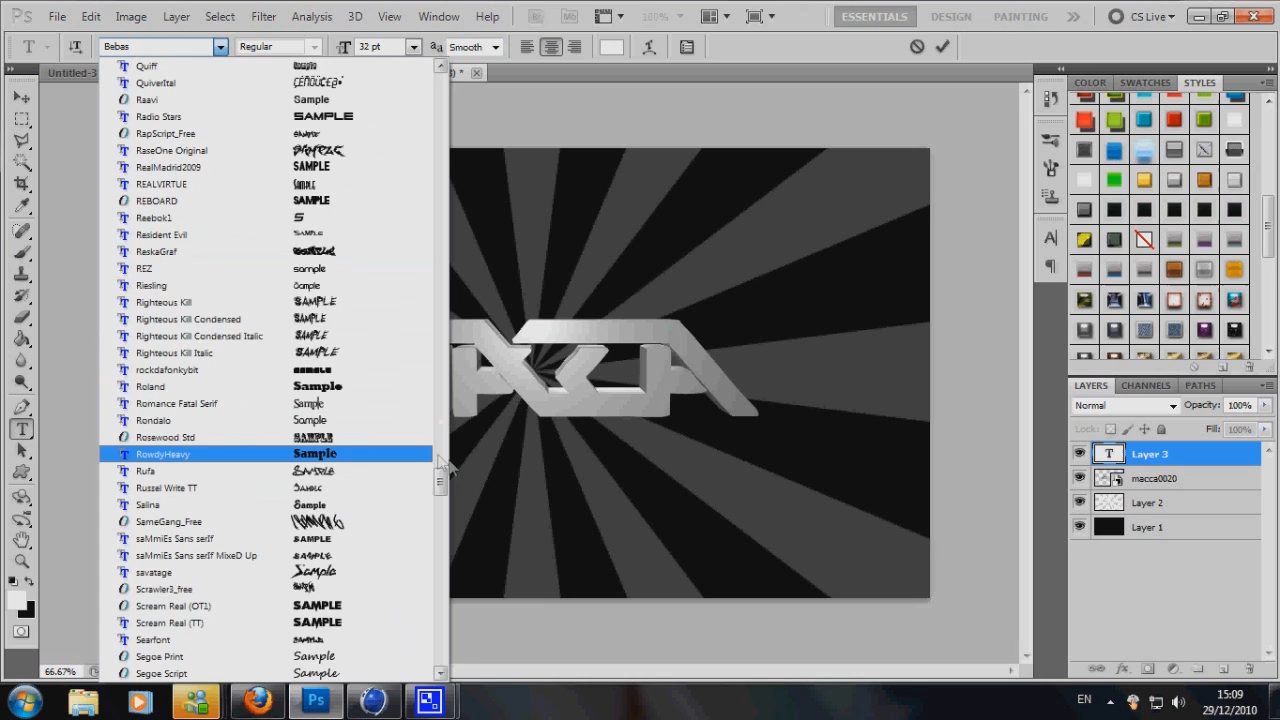 Ps File Edit Image Layer Select Filter Analysis 3D View Window Help 100% ESSENTIALS DESIGN PAINTING CS Live
T Bebas Regular 32 pt aa Smooth
Untitled-3 ) *
COLOR SWATCHES STYLES
Quiff
QuiverItal
Raavi Sample
Radio Stars SAMPLE
RapScript_Free
RaseOne Original
RealMadrid2009 SAMPLE
REALVIRTUE SAMPLE
REBOARD SAMPLE
Reebok1 S
Resident Evil SAMPLE
ReskaGraf
REZ sample
Riesling Sample
Righteous Kill SAMPLE
Righteous Kill Condensed SAMPLE
Righteous Kill Condensed Italic SAMPLE
Righteous Kill Italic SAMPLE
rockdafonkybit
Roland Sample
Romance Fatal Serif Sample
Rondalo Sample
Rosewood Std SAMPLE
RowdyHeavy Sample
Rufa SAMPLE
Russel Write TT
Salina Sample
SameGang_Free
saMmiEs Sans serIf SAMPLE
saMmiEs Sans serIf MixeD Up SAMPLE
savatage Sample
Scrawler3_free
Scream Real (OT1) SAMPLE
Scream Real (TT) SAMPLE
Searfont SAMPLE
Segoe Print Sample
Segoe Script Sample
LAYERS CHANNELS PATHS
Normal Opacity: 100%
Lock: Fill: 100%
T Layer 3
macca0020
Layer 2
Layer 1
66.67%
Ps
EN 15:09
29/12/2010